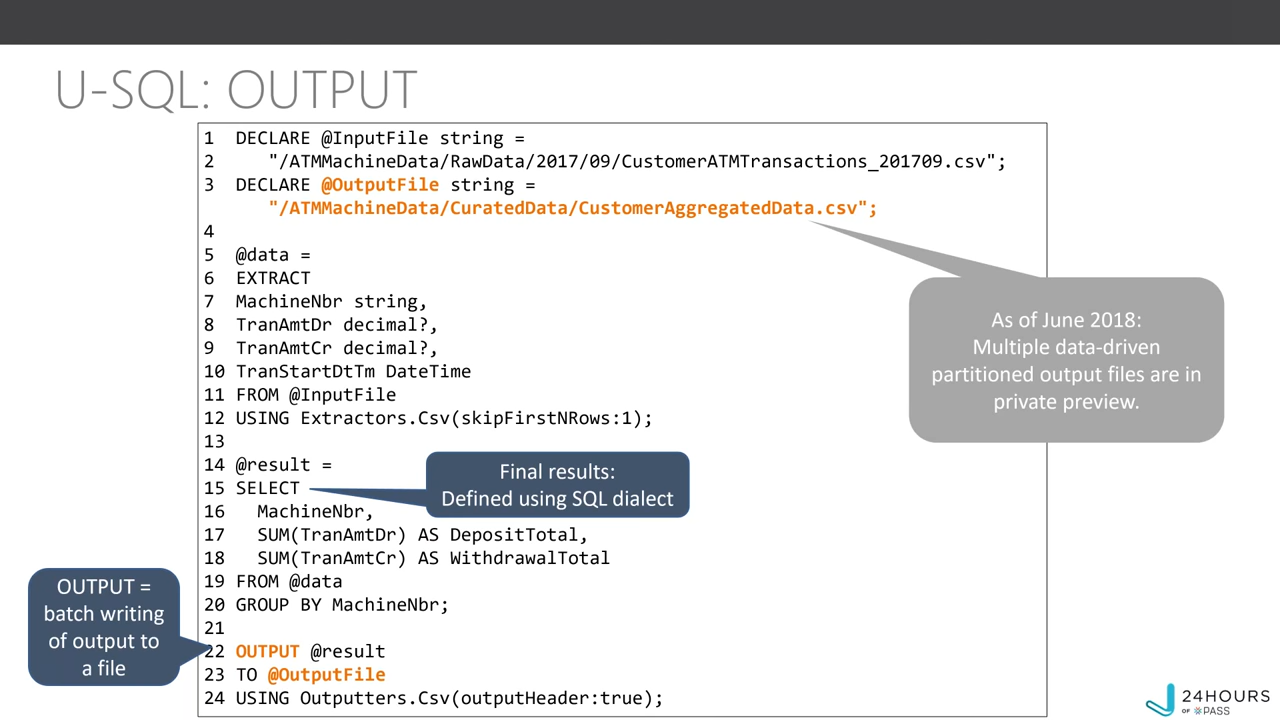 U-SQL: OUTPUT
1 DECLARE @InputFile string =
2 "/ATMMachineData/RawData/2017/09/CustomerATMTransactions_201709.csv";
3 DECLARE @OutputFile string =
"/ATMMachineData/CuratedData/CustomerAggregatedData.csv";
4
5 @data =
6 EXTRACT
7 MachineNbr string,
8 TranAmtDr decimal?,
9 TranAmtCr decimal?,
10 TranStartDtTm DateTime
11 FROM @InputFile
12 USING Extractors.Csv(skipFirstNRows:1);
13
14 @result =
15 SELECT
16 MachineNbr,
17 SUM(TranAmtDr) AS DepositTotal,
18 SUM(TranAmtCr) AS WithdrawalTotal
19 FROM @data
20 GROUP BY MachineNbr;
21
22 OUTPUT @result
23 TO @OutputFile
24 USING Outputters.Csv(outputHeader:true);
As of June 2018:
Multiple data-driven
partitioned output files are in
private preview.
Final results:
Defined using SQL dialect
OUTPUT =
batch writing
of output to
a file
24HOURS
OF PASS